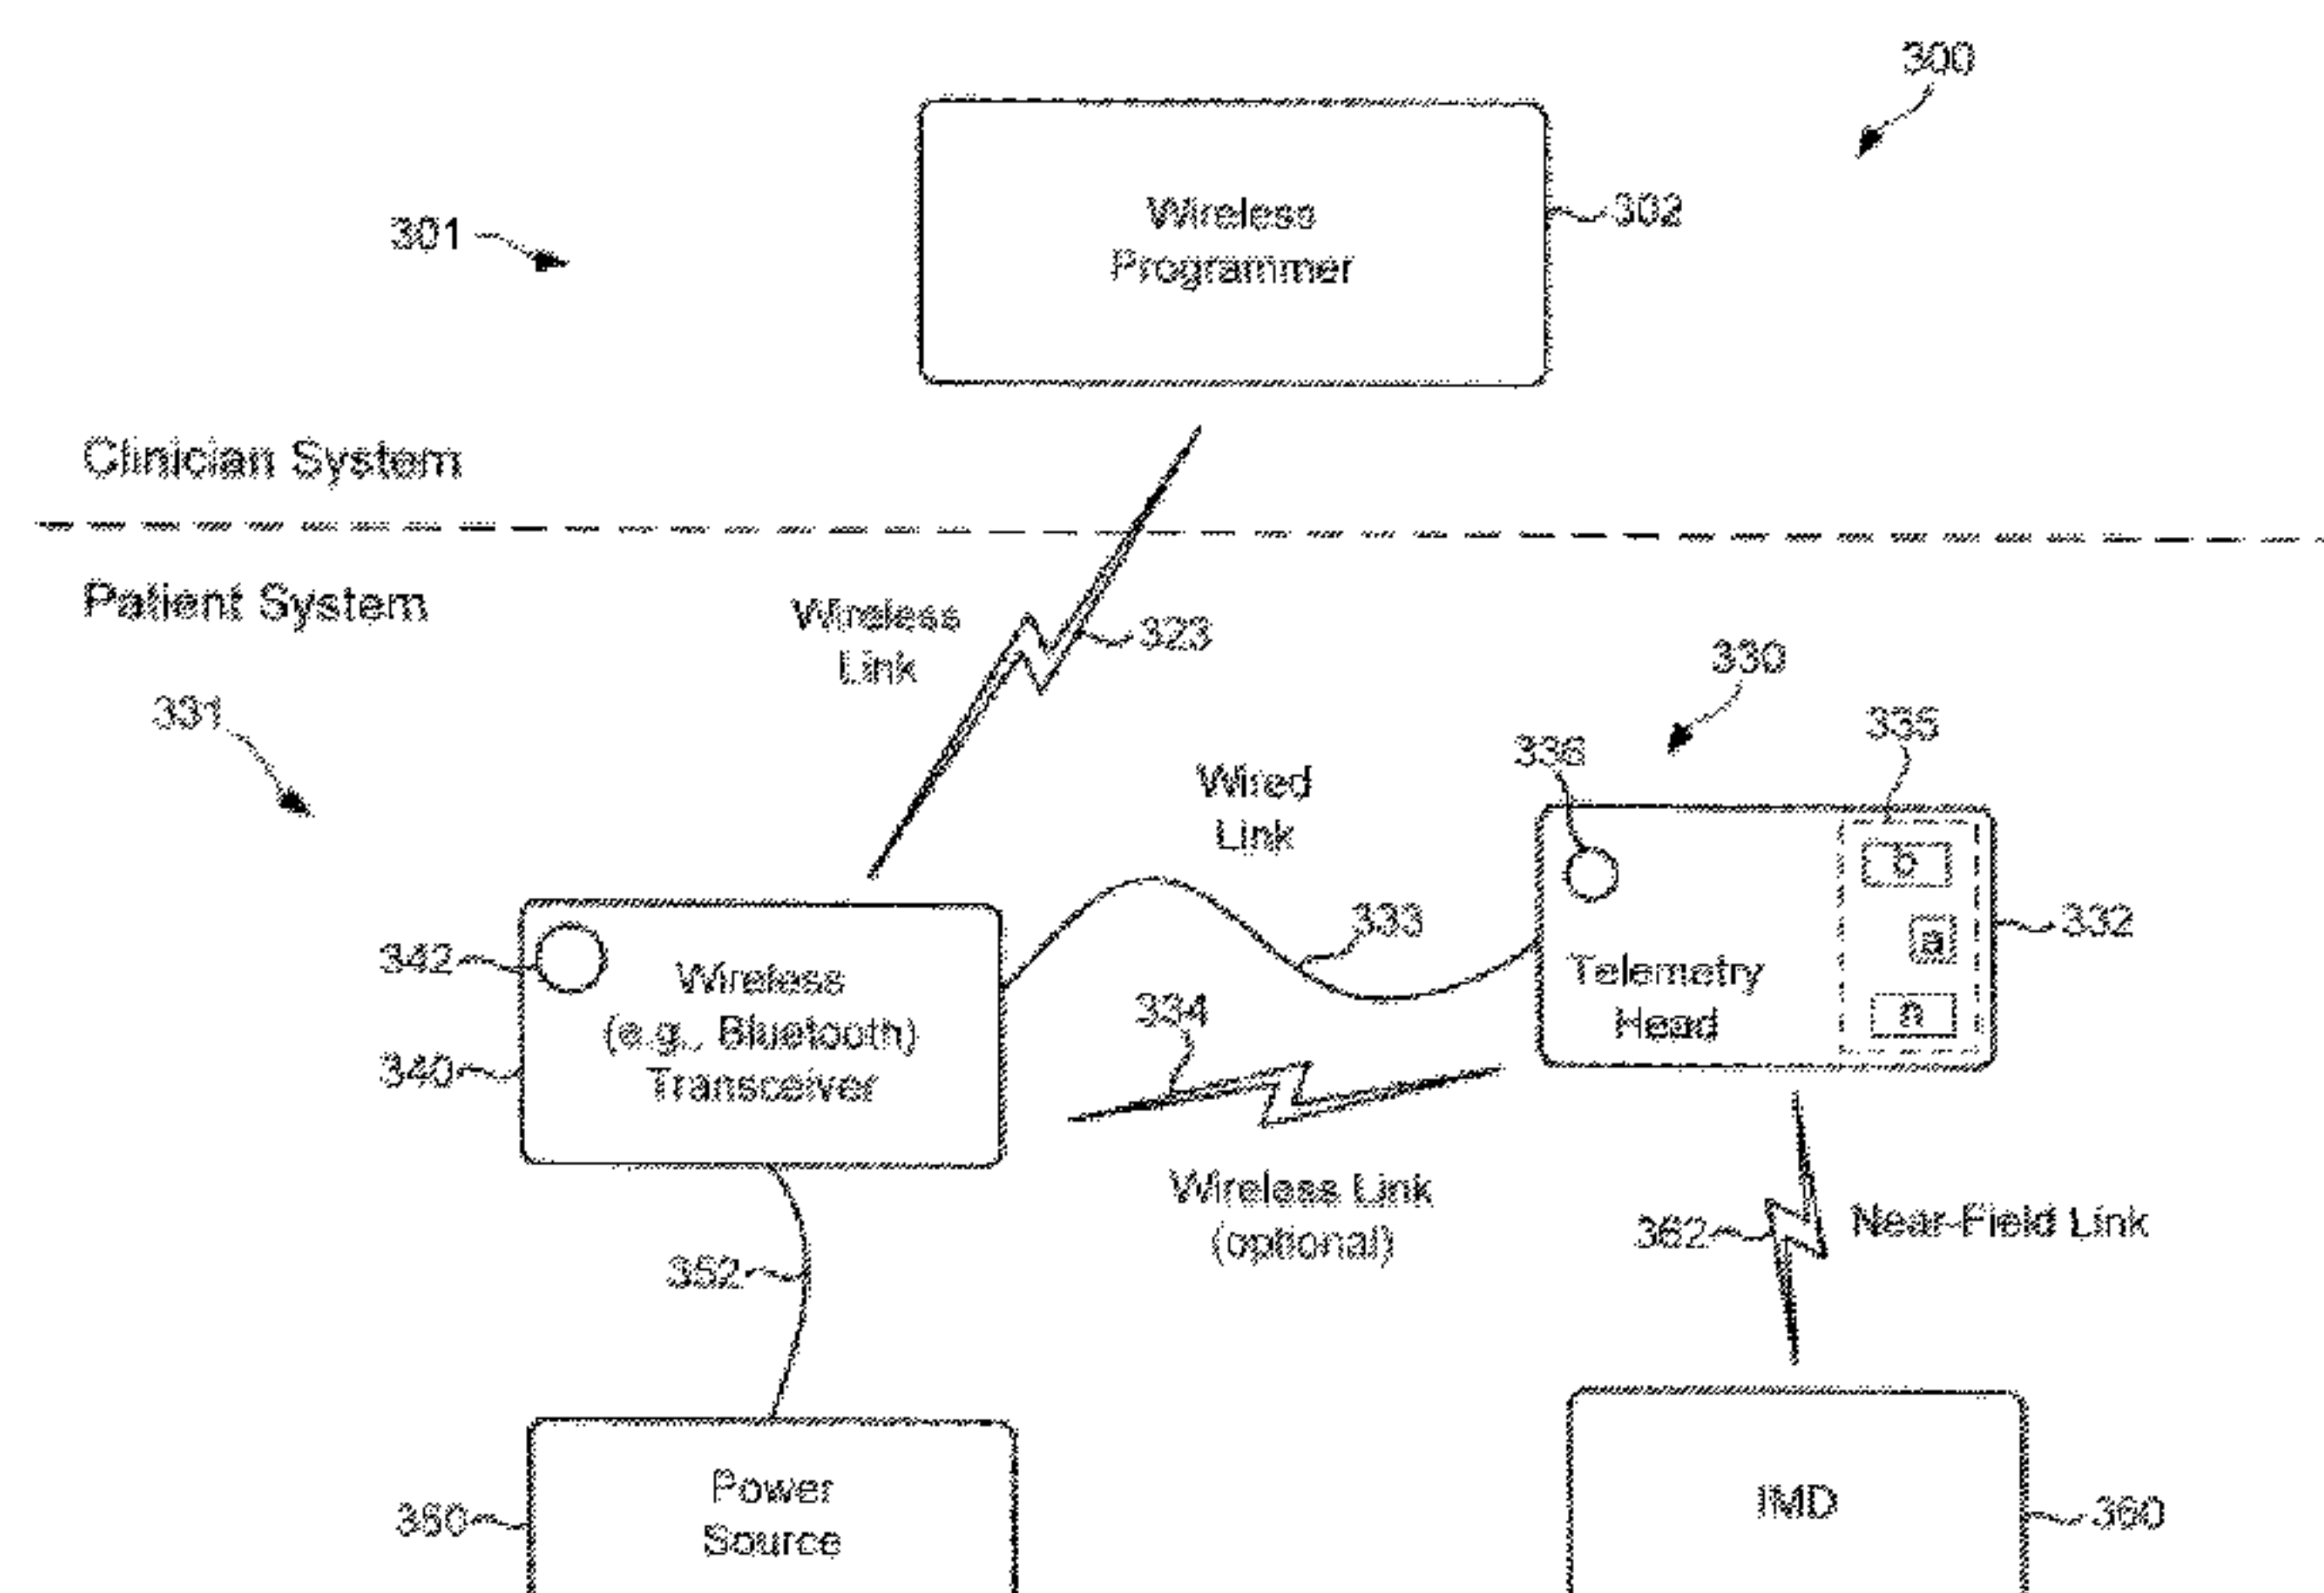 300
Wireless
Programmer
302
301
Clinician System
Patient System
Wireless
Link
323
330
331
335
336
Wired
Link
b
333
332
a
342
Wireless
(e.g., Bluetooth)
Transceiver
Telemetry
Head
n
334
340
Wireless Link
(optional)
362
Near-Field Link
352
Power
Source
350
IMD
360